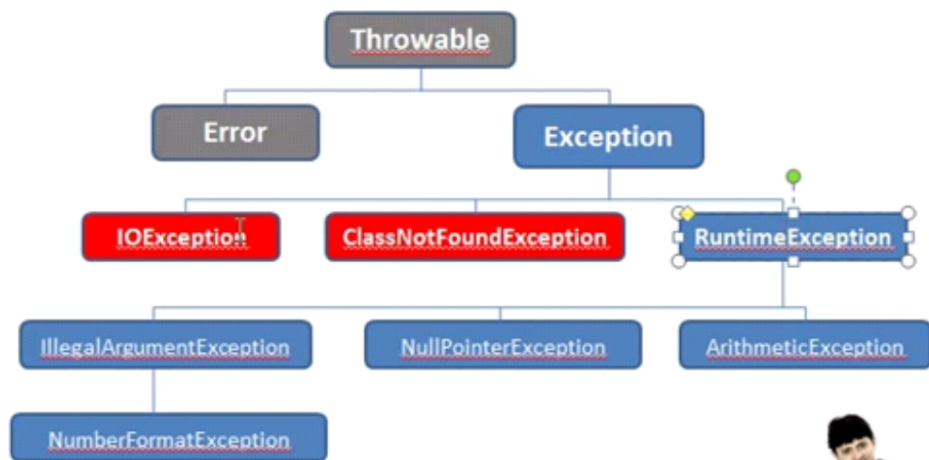 Throwable
Error
Exception
IOException
ClassNotFoundException
RuntimeException
IllegalArgumentException
NullPointerException
ArithmeticException
NumberFormatException